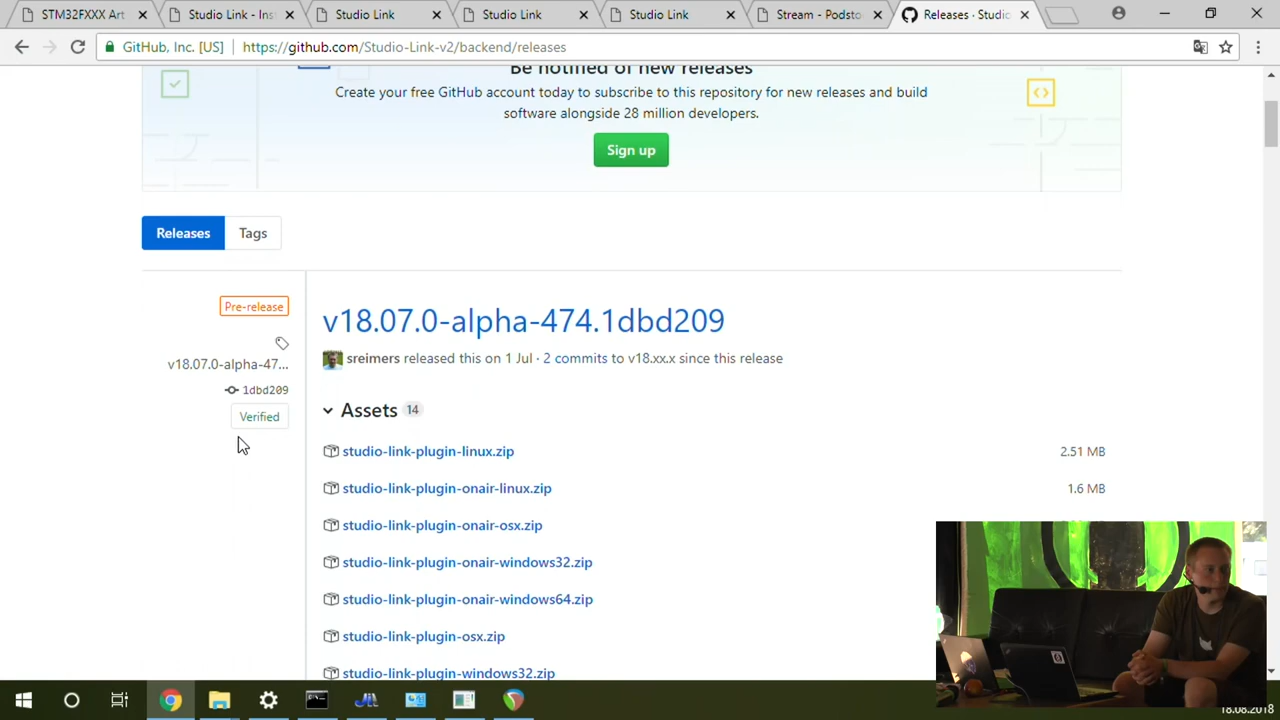 STM32FXXX Art
Studio Link - Ins
Studio Link
Studio Link
Studio Link
Stream - Podsto
Releases · Studio
GitHub, Inc. [US]
https://github.com/Studio-Link-v2/backend/releases
Be notified of new releases
Create your free GitHub account today to subscribe to this repository for new releases and build
software alongside 28 million developers.
Sign up
Releases
Tags
Pre-release
v18.07.0-alpha-47...
1dbd209
Verified
v18.07.0-alpha-474.1dbd209
sreimers released this on 1 Jul · 2 commits to v18.xx.x since this release
Assets 14
studio-link-plugin-linux.zip
2.51 MB
studio-link-plugin-onair-linux.zip
1.6 MB
studio-link-plugin-onair-osx.zip
studio-link-plugin-onair-windows32.zip
studio-link-plugin-onair-windows64.zip
studio-link-plugin-osx.zip
studio-link-plugin-windows32.zip
18.08.2018